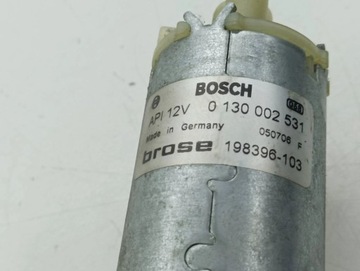 BOSCH
API 12V 0 130 002 531
Made in Germany 050706 F
brose 198396-103